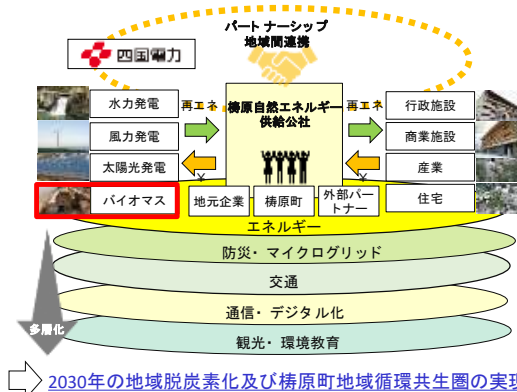 パートナーシップ
地域間連携
四国電力
水力発電
風力発電
太陽光発電
バイオマス
再エネ
¥
梼原自然エネルギー
供給公社
地元企業
梼原町
外部パー
トナー
再エネ
¥
行政施設
商業施設
産業
住宅
エネルギー
防災・マイクログリッド
交通
通信・デジタル化
観光・環境教育
多層化
2030年の地域脱炭素化及び梼原町地域循環共生圏の実現